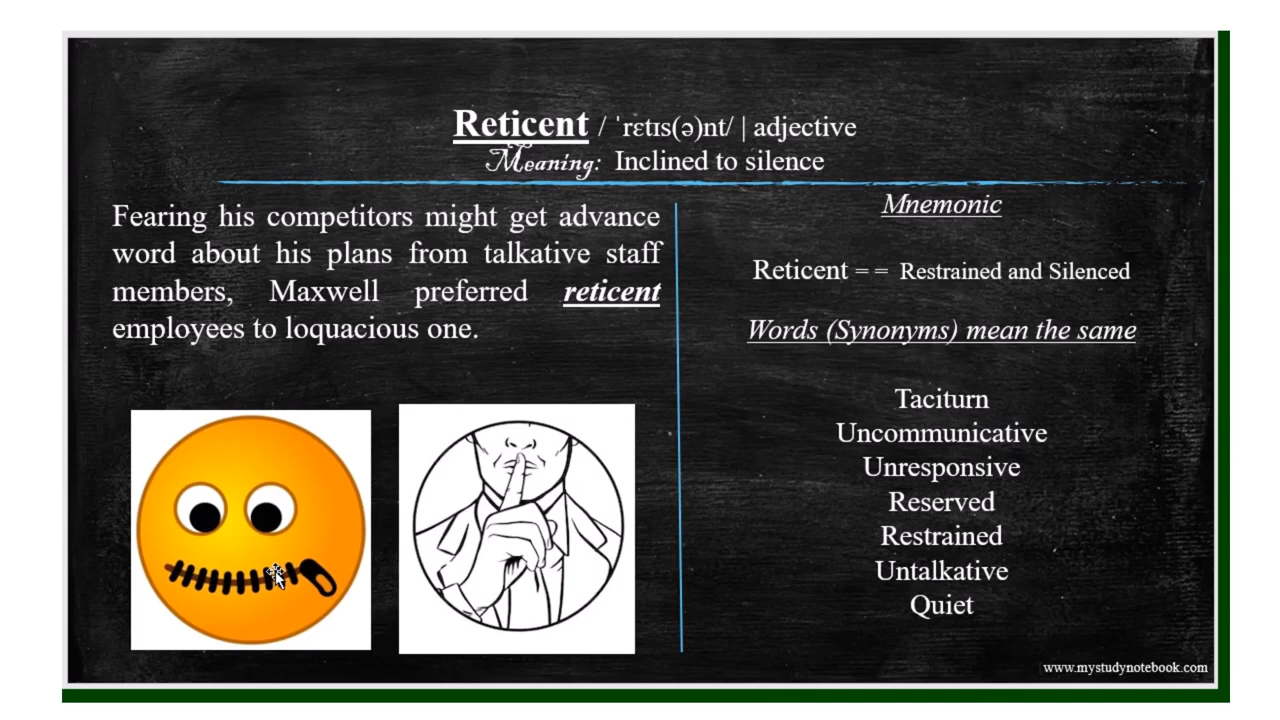 Reticent / ˈrɛtɪs(ə)nt/ | adjective
Meaning: Inclined to silence
Fearing his competitors might get advance
word about his plans from talkative staff
members, Maxwell preferred reticent
employees to loquacious one.
Mnemonic
Reticent = = Restrained and Silenced
Words (Synonyms) mean the same
Taciturn
Uncommunicative
Unresponsive
Reserved
Restrained
Untalkative
Quiet
www.mystudynotebook.com